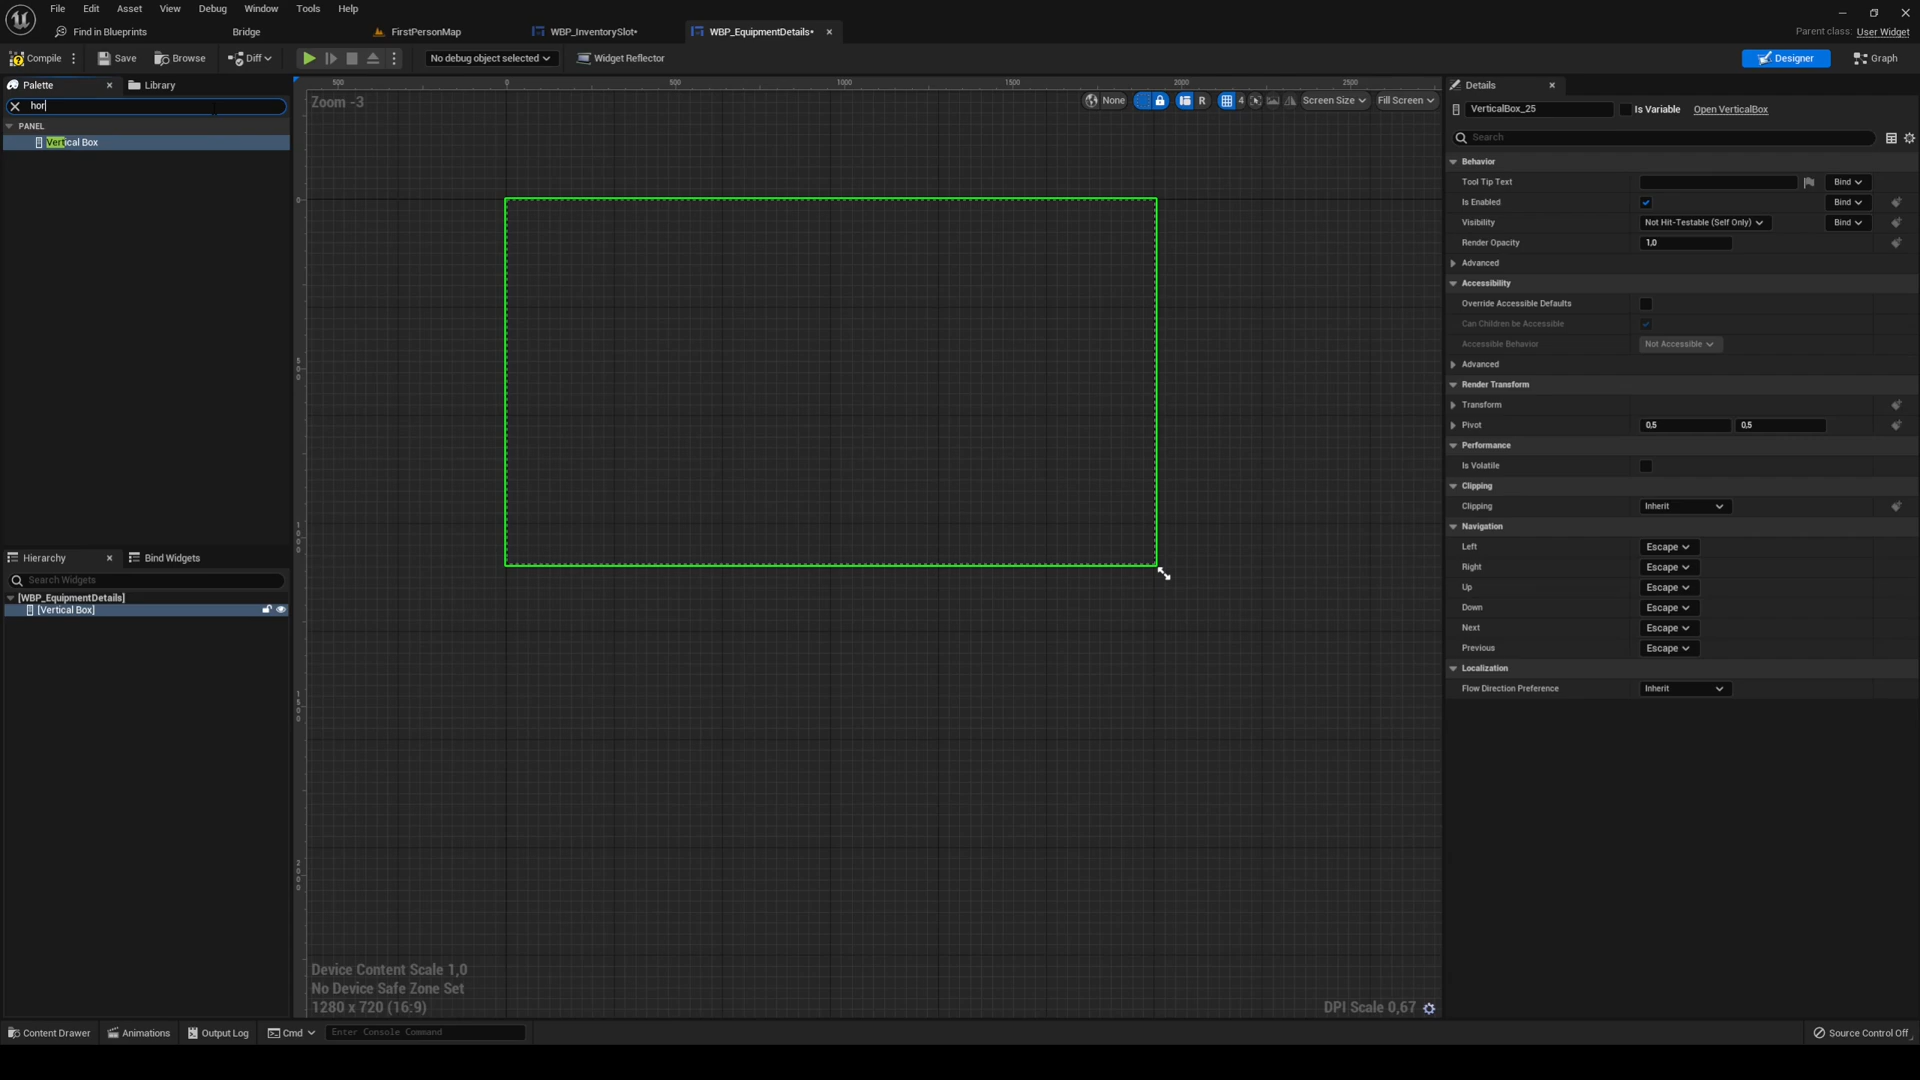 File Edit Asset View Debug Window Tools Help
Find in Blueprints Bridge FirstPersonMap WBP_InventorySlot• WBP_EquipmentDetails•
Parent class: User Widget
Compile Save Browse Diff No debug object selected Widget Reflector Designer Graph
Palette Library
hor
PANEL
Vertical Box
Hierarchy Bind Widgets
Search Widgets
[WBP_EquipmentDetails]
[Vertical Box]
500 0 500 1000 1500 2000 2500
Zoom -3
None R 4 Screen Size Fill Screen
0
500
1000
1500
2000
Device Content Scale 1,0
No Device Safe Zone Set
1280 x 720 (16:9)
DPI Scale 0,67
Details
VerticalBox_25 Is Variable Open VerticalBox
Search
Behavior
Tool Tip Text Bind
Is Enabled Bind
Visibility Not Hit-Testable (Self Only) Bind
Render Opacity 1,0
Advanced
Accessibility
Override Accessible Defaults
Can Children be Accessible
Accessible Behavior Not Accessible
Advanced
Render Transform
Transform
Pivot 0,5 0,5
Performance
Is Volatile
Clipping
Clipping Inherit
Navigation
Left Escape
Right Escape
Up Escape
Down Escape
Next Escape
Previous Escape
Localization
Flow Direction Preference Inherit
Content Drawer Animations Output Log Cmd Enter Console Command Source Control Off